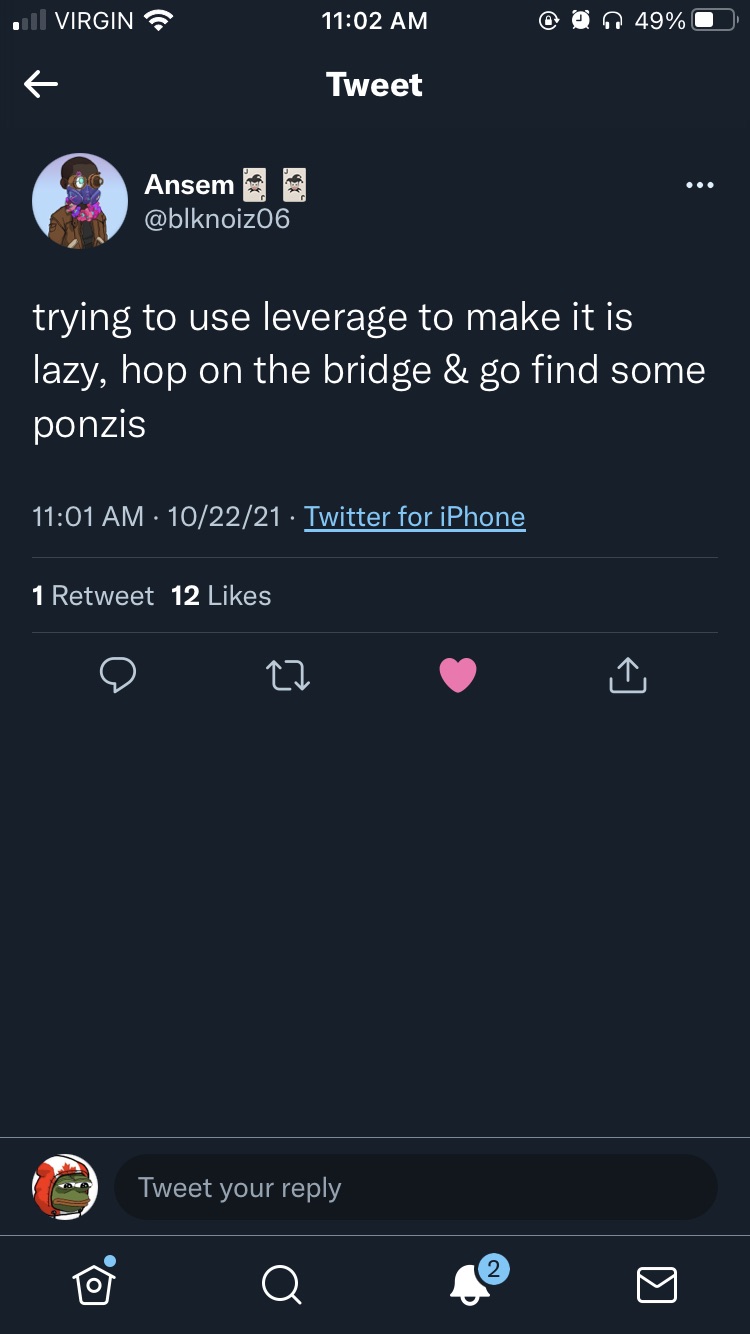 VIRGIN 11:02 AM 49%
Tweet
Ansem
@blknoiz06
trying to use leverage to make it is
lazy, hop on the bridge & go find some
ponzis
11:01 AM · 10/22/21 · Twitter for iPhone
1 Retweet 12 Likes
Tweet your reply
2